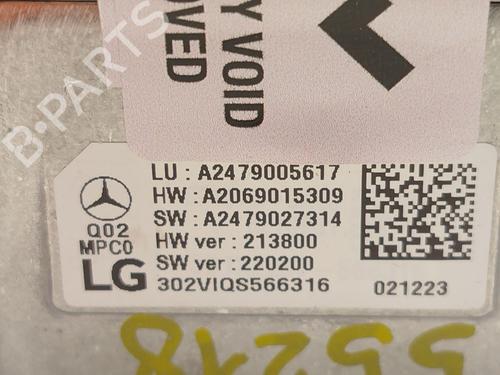 B-PARTS
Y VOID
OVED
LU : A2479005617
HW : A2069015309
SW : A2479027314
HW ver : 213800
SW ver : 220200
302VIQS566316
021223
Q02
MPC0
LG
55218